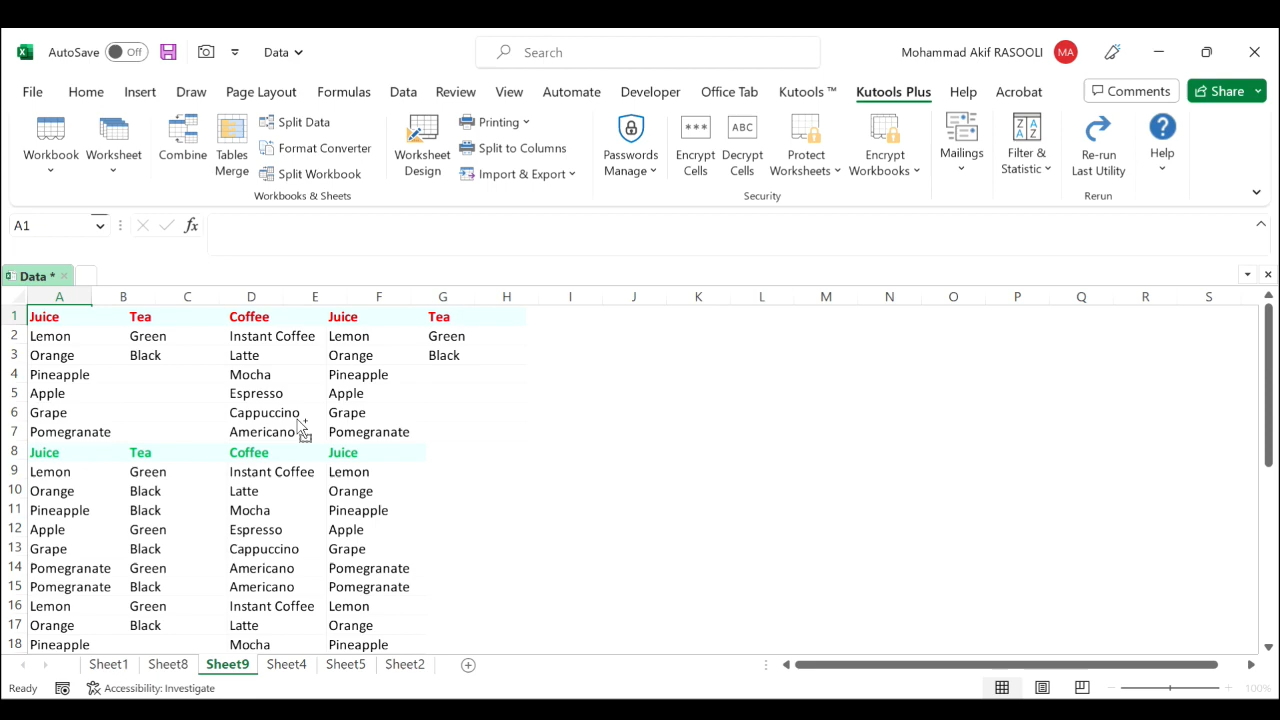 AutoSave Off Data Search Mohammad Akif RASOOLI MA
File Home Insert Draw Page Layout Formulas Data Review View Automate Developer Office Tab Kutools ™ Kutools Plus Help Acrobat Comments Share
Workbook Worksheet Combine Tables Merge Split Data Format Converter Split Workbook Worksheet Design Printing Split to Columns Import & Export Passwords Manage *** Encrypt Cells ABC Decrypt Cells Protect Worksheets Encrypt Workbooks Mailings Filter & Statistic Re-run Last Utility Help
Workbooks & Sheets Security Rerun
A1 fx
Data *
A B C D E F G H I J K L M N O P Q R S
1 Juice Tea Coffee Juice Tea
2 Lemon Green Instant Coffee Lemon Green
3 Orange Black Latte Orange Black
4 Pineapple Mocha Pineapple
5 Apple Espresso Apple
6 Grape Cappuccino Grape
7 Pomegranate Americano Pomegranate
8 Juice Tea Coffee Juice
9 Lemon Green Instant Coffee Lemon
10 Orange Black Latte Orange
11 Pineapple Black Mocha Pineapple
12 Apple Green Espresso Apple
13 Grape Black Cappuccino Grape
14 Pomegranate Green Americano Pomegranate
15 Pomegranate Black Americano Pomegranate
16 Lemon Green Instant Coffee Lemon
17 Orange Black Latte Orange
18 Pineapple Mocha Pineapple
Sheet1 Sheet8 Sheet9 Sheet4 Sheet5 Sheet2
Ready Accessibility: Investigate 100%